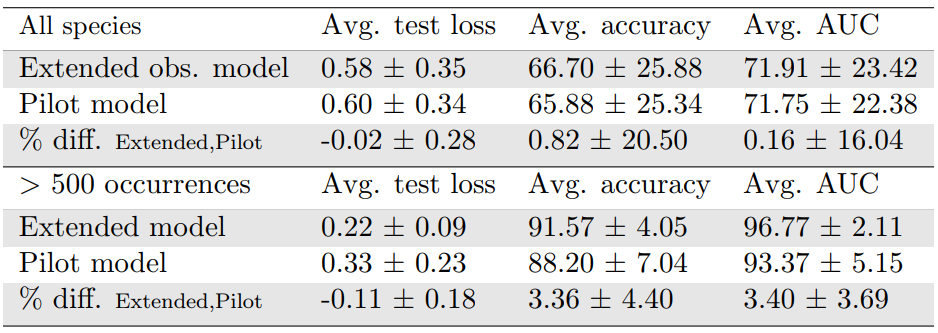 All species Avg. test loss Avg. accuracy Avg. AUC
Extended obs. model 0.58 ± 0.35 66.70 ± 25.88 71.91 ± 23.42
Pilot model 0.60 ± 0.34 65.88 ± 25.34 71.75 ± 22.38
% diff. Extended,Pilot -0.02 ± 0.28 0.82 ± 20.50 0.16 ± 16.04
> 500 occurrences Avg. test loss Avg. accuracy Avg. AUC
Extended model 0.22 ± 0.09 91.57 ± 4.05 96.77 ± 2.11
Pilot model 0.33 ± 0.23 88.20 ± 7.04 93.37 ± 5.15
% diff. Extended,Pilot -0.11 ± 0.18 3.36 ± 4.40 3.40 ± 3.69